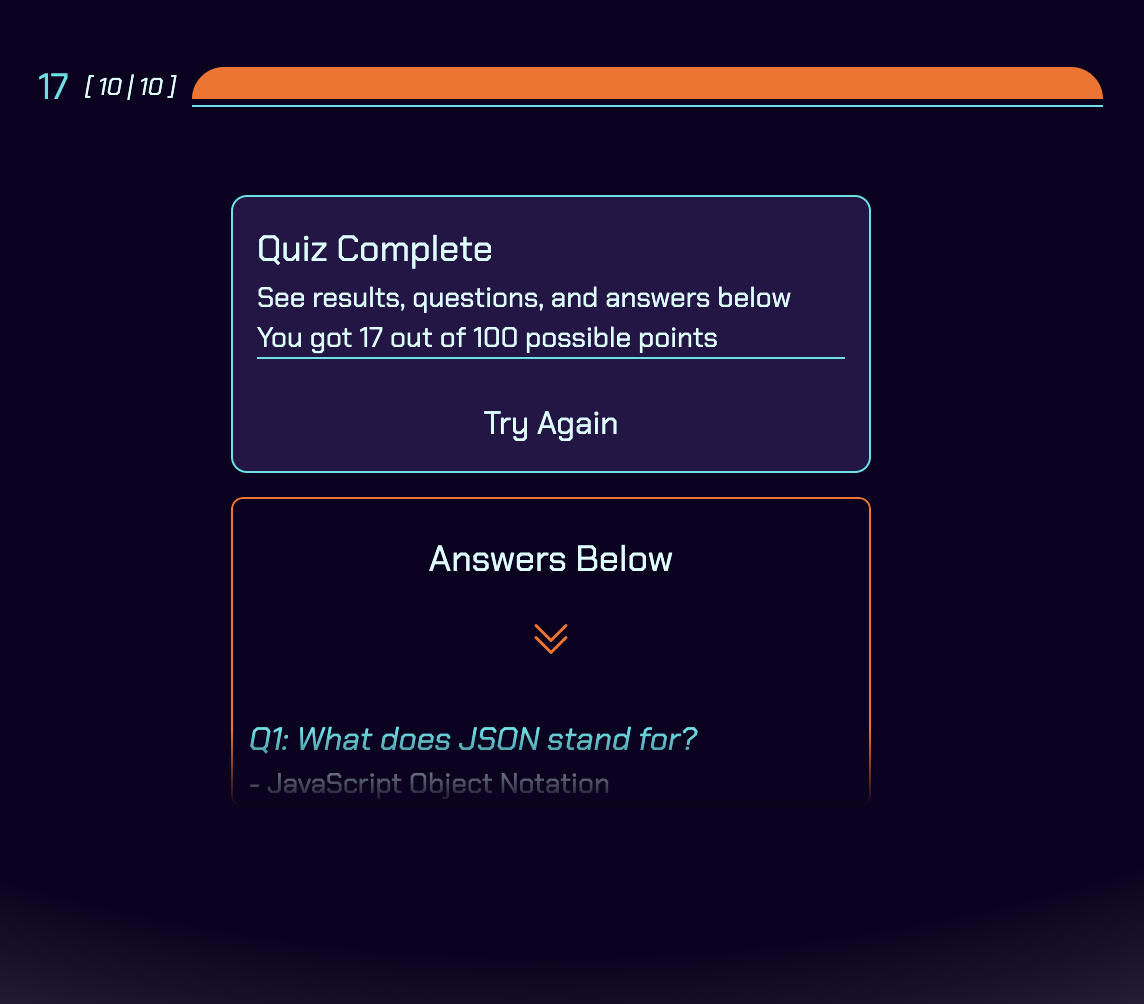 17 [ 10 | 10 ]
Quiz Complete
See results, questions, and answers below
You got 17 out of 100 possible points
Try Again
Answers Below
Q1: What does JSON stand for?
- JavaScript Object Notation